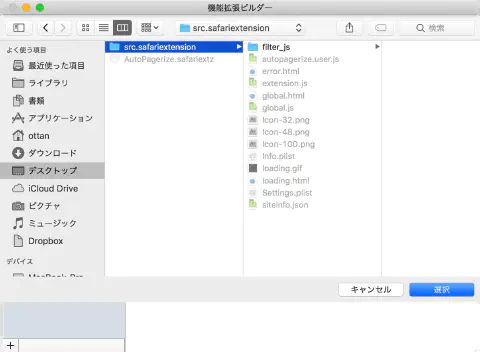 機能拡張ビルダー
src.safariextension
検索
よく使う項目
最近使った項目
ライブラリ
書類
アプリケーション
ottan
ダウンロード
デスクトップ
iCloud Drive
ピクチャ
ミュージック
Dropbox
デバイス
MacBook Pro
src.safariextension
AutoPagerize.safariextz
filter_js
autopagerize.user.js
error.html
extension.js
global.html
global.js
Icon-32.png
Icon-48.png
Icon-100.png
Info.plist
loading.gif
loading.html
Settings.plist
siteinfo.json
キャンセル
選択